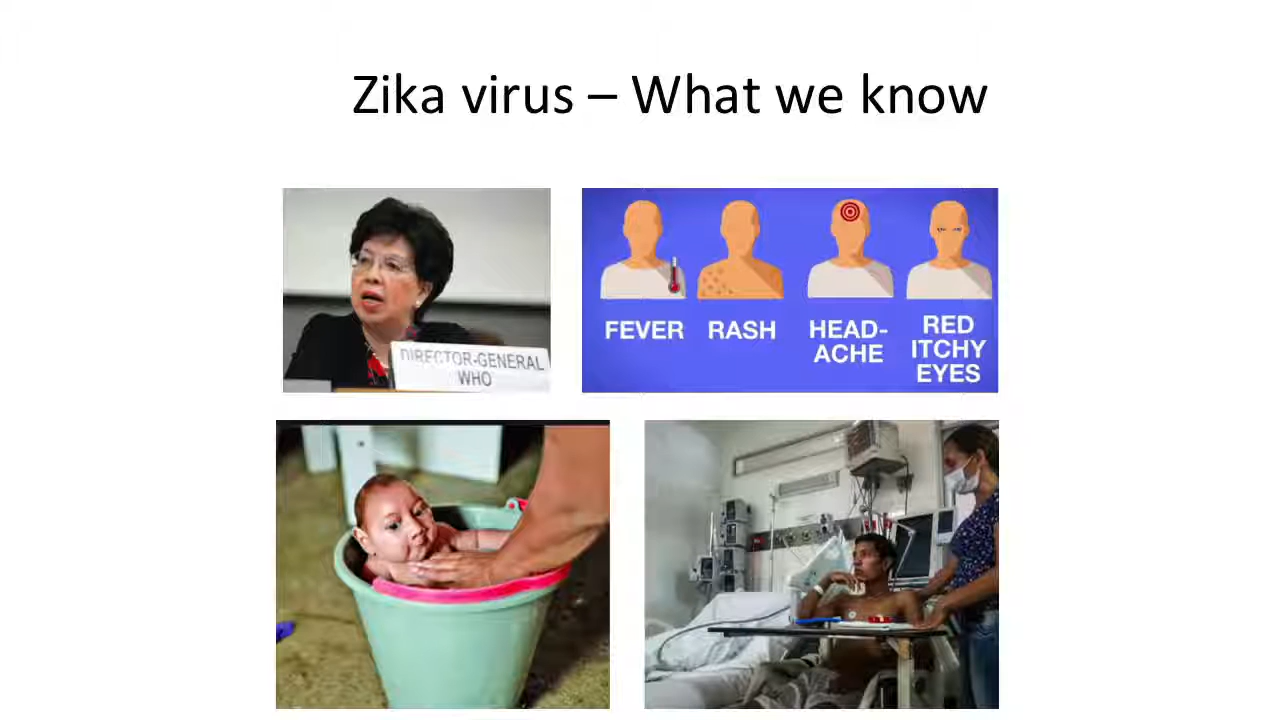 Zika virus – What we know
DIRECTOR-GENERAL
WHO
FEVER
RASH
HEAD-
ACHE
RED
ITCHY
EYES